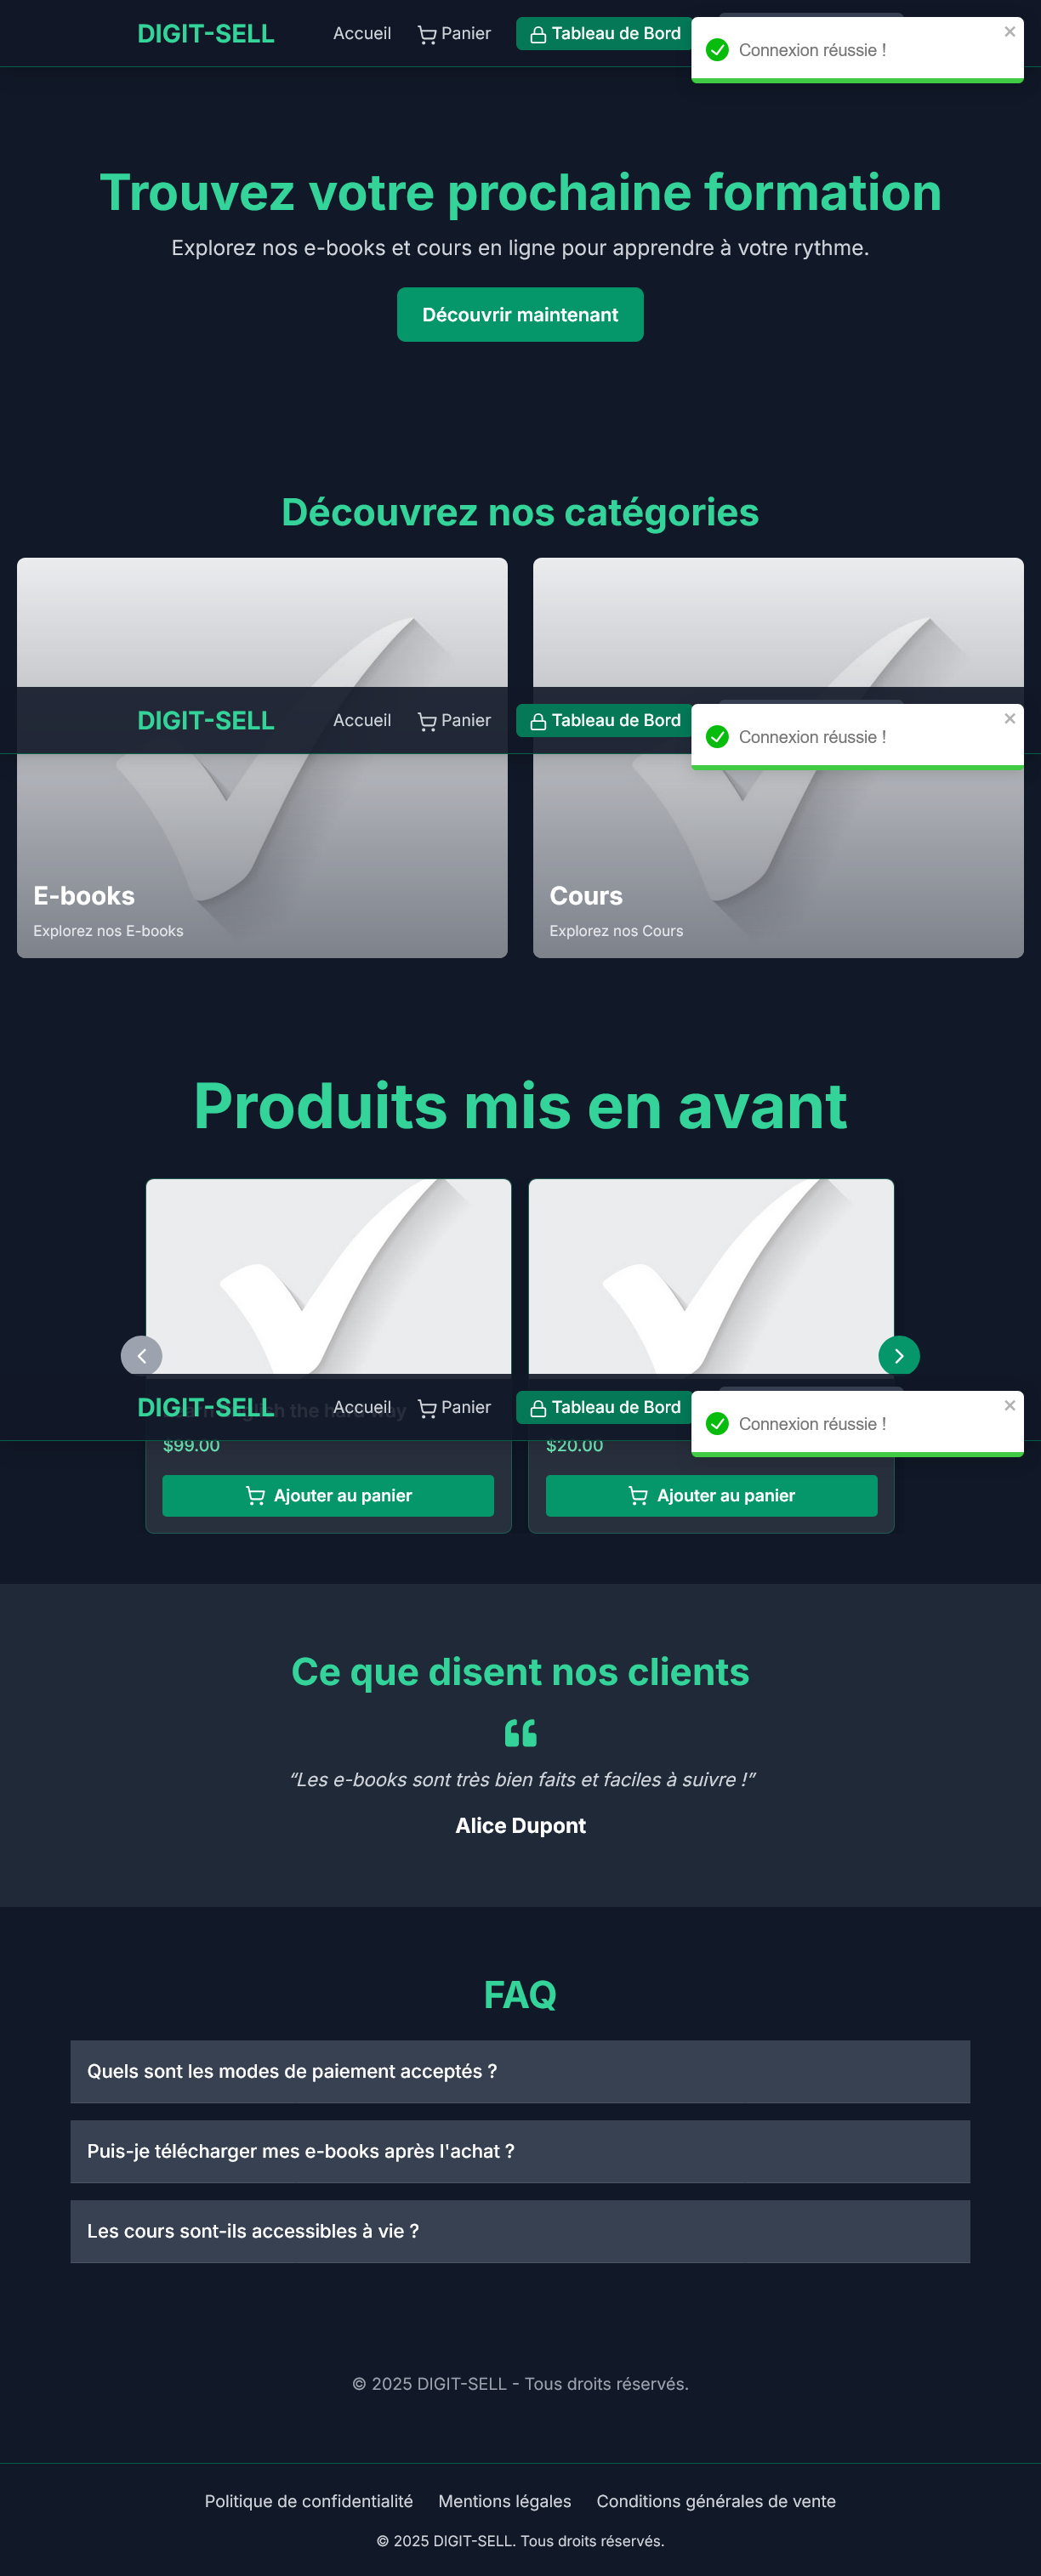 DIGIT-SELL
Accueil
Panier
Tableau de Bord
Connexion réussie !
Trouvez votre prochaine formation
Explorez nos e-books et cours en ligne pour apprendre à votre rythme.
Découvrir maintenant
Découvrez nos catégories
DIGIT-SELL
Accueil
Panier
Tableau de Bord
Connexion réussie !
E-books
Explorez nos E-books
Cours
Explorez nos Cours
Produits mis en avant
DIGIT-SELL
Accueil
Panier
Tableau de Bord
Connexion réussie !
english the hard way
$99.00
$20.00
Ajouter au panier
Ajouter au panier
Ce que disent nos clients
“Les e-books sont très bien faits et faciles à suivre !”
Alice Dupont
FAQ
Quels sont les modes de paiement acceptés ?
Puis-je télécharger mes e-books après l'achat ?
Les cours sont-ils accessibles à vie ?
© 2025 DIGIT-SELL - Tous droits réservés.
Politique de confidentialité
Mentions légales
Conditions générales de vente
© 2025 DIGIT-SELL. Tous droits réservés.